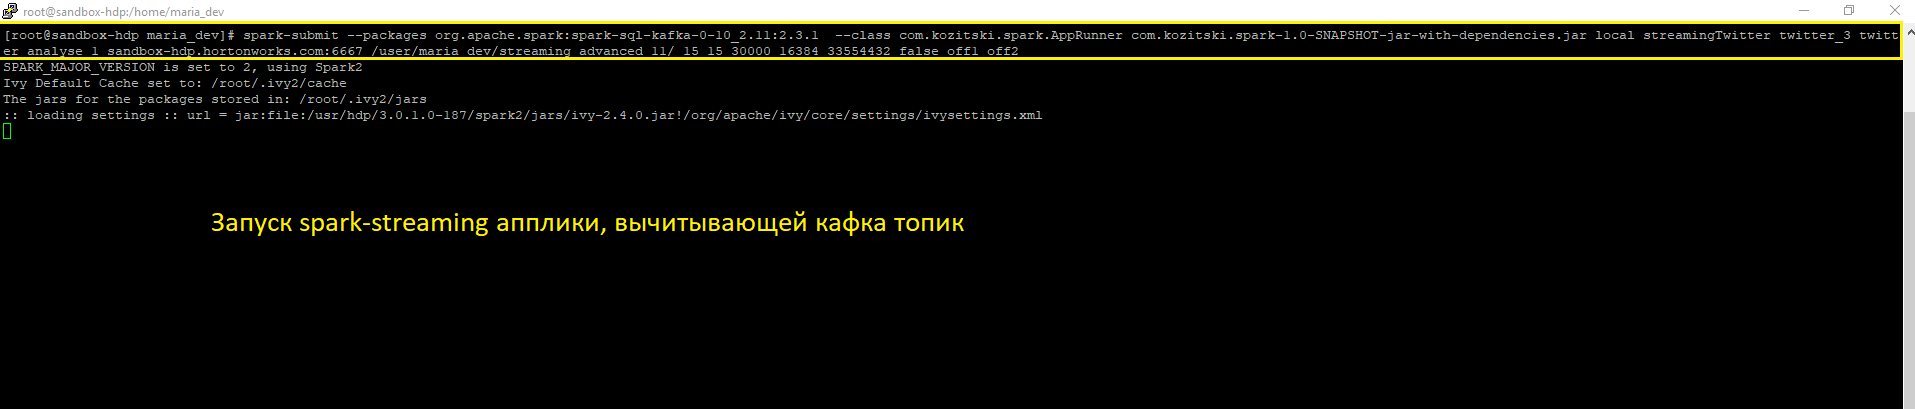 root@sandbox-hdp:/home/maria_dev
[root@sandbox-hdp maria_dev]# spark-submit --packages org.apache.spark:spark-sql-kafka-0-10_2.11:2.3.1  --class com.kozitski.spark.AppRunner com.kozitski.spark-1.0-SNAPSHOT-jar-with-dependencies.jar local streamingTwitter twitter_3 twitt
er_analyse_1 sandbox-hdp.hortonworks.com:6667 /user/maria_dev/streaming_advanced_11/ 15 15 30000 16384 33554432 false off1 off2
SPARK_MAJOR_VERSION is set to 2, using Spark2
Ivy Default Cache set to: /root/.ivy2/cache
The jars for the packages stored in: /root/.ivy2/jars
:: loading settings :: url = jar:file:/usr/hdp/3.0.1.0-187/spark2/jars/ivy-2.4.0.jar!/org/apache/ivy/core/settings/ivysettings.xml
Запуск spark-streaming апплики, вычитывающей кафка топик